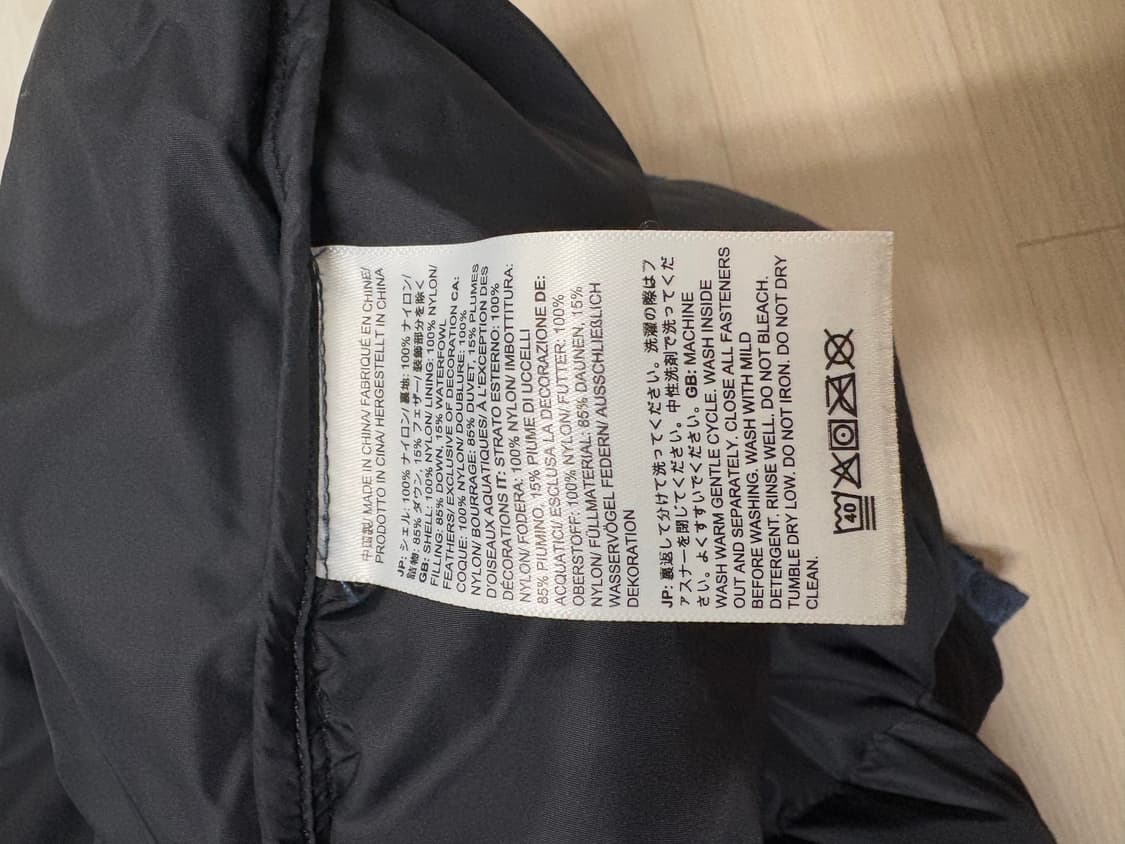 中国製/ MADE IN CHINA/ FABRIQUÉ EN CHINE/
PRODOTTO IN CINA/ HERGESTELLT IN CHINA
JP: シェル: 100% ナイロン/ 裏地: 100% ナイロン/
詰物: 85% ダウン, 15% フェザー/ 装飾部分を除く
GB: SHELL: 100% NYLON/ LINING: 100% NYLON/
FILLING: 85% DOWN, 15% WATERFOWL
FEATHERS/ EXCLUSIVE OF DECORATION CA:
COQUE: 100% NYLON/ DOUBLURE: 100%
NYLON/ BOURRAGE: 85% DUVET, 15% PLUMES
D'OISEAUX AQUATIQUES/ À L'EXCEPTION DES
DÉCORATIONS IT: STRATO ESTERNO: 100%
NYLON/ FODERA: 100% NYLON/ IMBOTTITURA:
85% PIUMINO, 15% PIUME DI UCCELLI
ACQUATICI/ ESCLUSA LA DECORAZIONE DE:
OBERSTOFF: 100% NYLON/ FUTTER: 100%
NYLON/ FÜLLMATERIAL: 85% DAUNEN, 15%
WASSERVÖGEL FEDERN/ AUSSCHLIEẞLICH
DEKORATION
JP: 裏返して分けて洗ってください。洗濯の際はフ
ァスナーを閉じてください。中性洗剤で洗ってくだ
さい。よくすすいでください。GB: MACHINE
WASH WARM GENTLE CYCLE. WASH INSIDE
OUT AND SEPARATELY. CLOSE ALL FASTENERS
BEFORE WASHING. WASH WITH MILD
DETERGENT. RINSE WELL. DO NOT BLEACH.
TUMBLE DRY LOW. DO NOT IRON. DO NOT DRY
CLEAN.
40